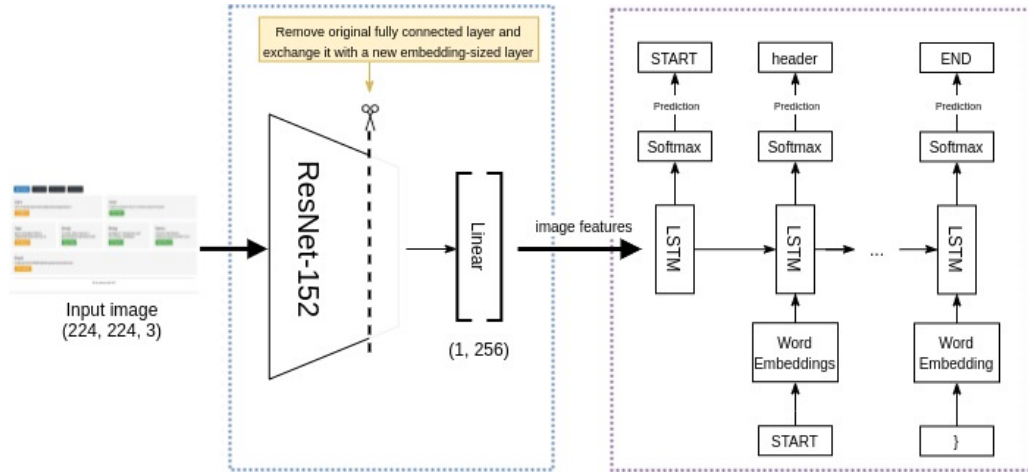 Remove original fully connected layer and
exchange it with a new embedding-sized layer
ResNet-152
Linear
(1, 256)
Input image
(224, 224, 3)
image features
START
header
END
Prediction
Prediction
Prediction
Softmax
Softmax
Softmax
LSTM
LSTM
...
LSTM
Word
Embeddings
Word
Embedding
START
}